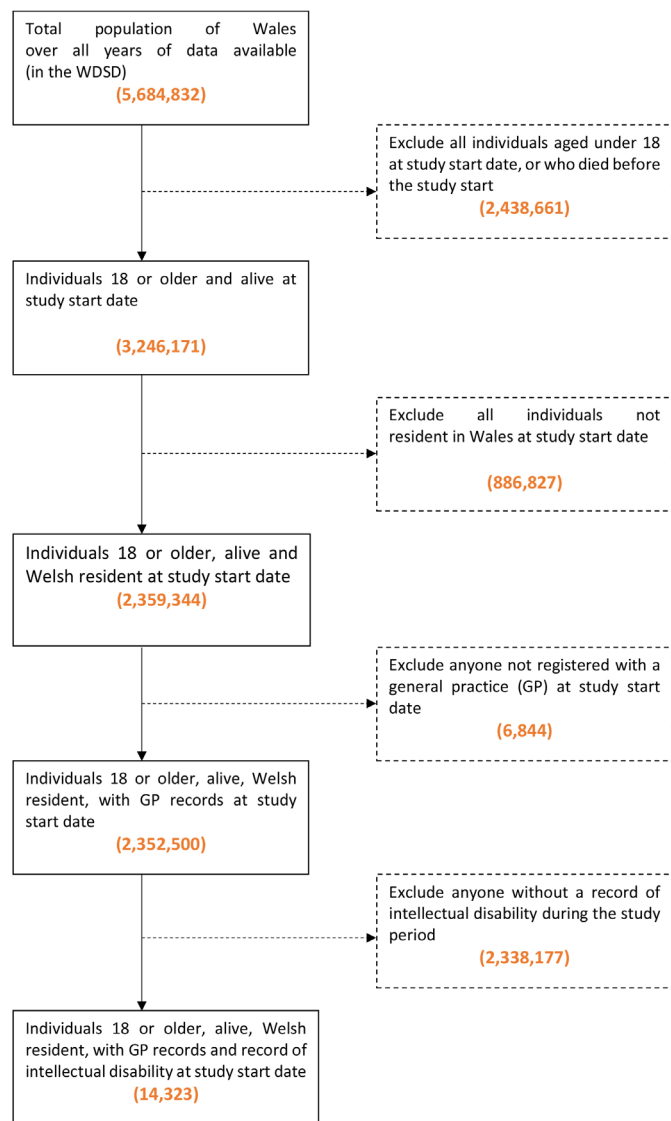 Total population of Wales
over all years of data available
(in the WDSD)
(5,684,832)
Exclude all individuals aged under 18
at study start date, or who died before
the study start
(2,438,661)
Individuals 18 or older and alive at
study start date
(3,246,171)
Exclude all individuals not
resident in Wales at study start date
(886,827)
Individuals 18 or older, alive and
Welsh resident at study start date
(2,359,344)
Exclude anyone not registered with a
general practice (GP) at study start
date
(6,844)
Individuals 18 or older, alive, Welsh
resident, with GP records at study
start date
(2,352,500)
Exclude anyone without a record of
intellectual disability during the study
period
(2,338,177)
Individuals 18 or older, alive, Welsh
resident, with GP records and record of
intellectual disability at study start date
(14,323)